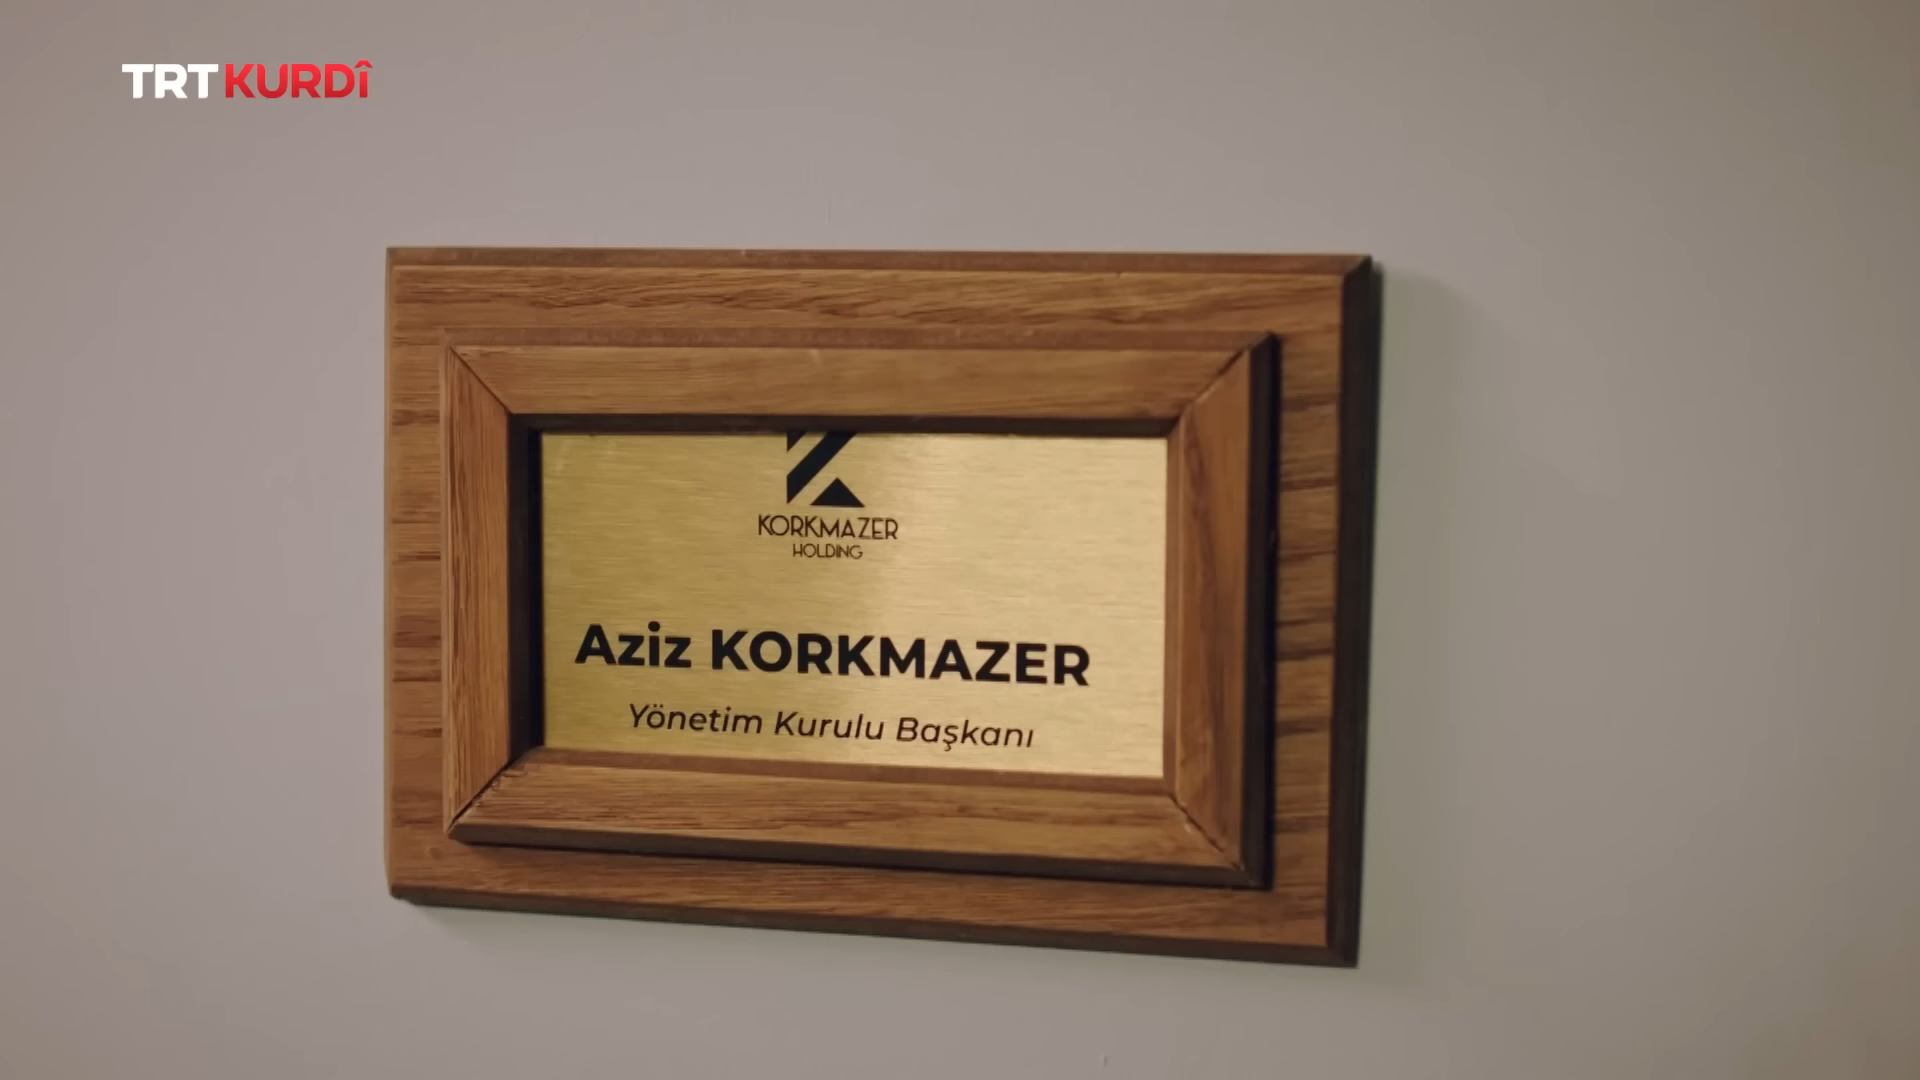 TRT KURDÎ
KORKMAZER
HOLDING
Aziz KORKMAZER
Yönetim Kurulu Başkanı